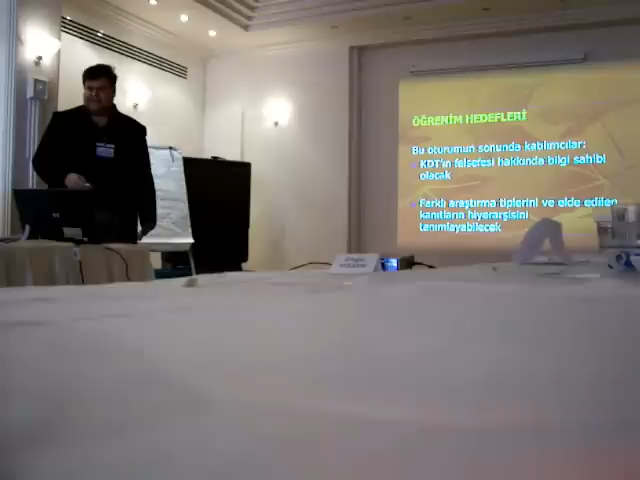 ÖĞRENİM HEDEFLERİ
Bu oturumun sonunda katılımcılar:
KDT'ın felsefesi hakkında bilgi sahibi
olacak
Farklı araştırma tiplerini ve elde edilen
kanıtların hiyerarşisini
tanımlayabilecek